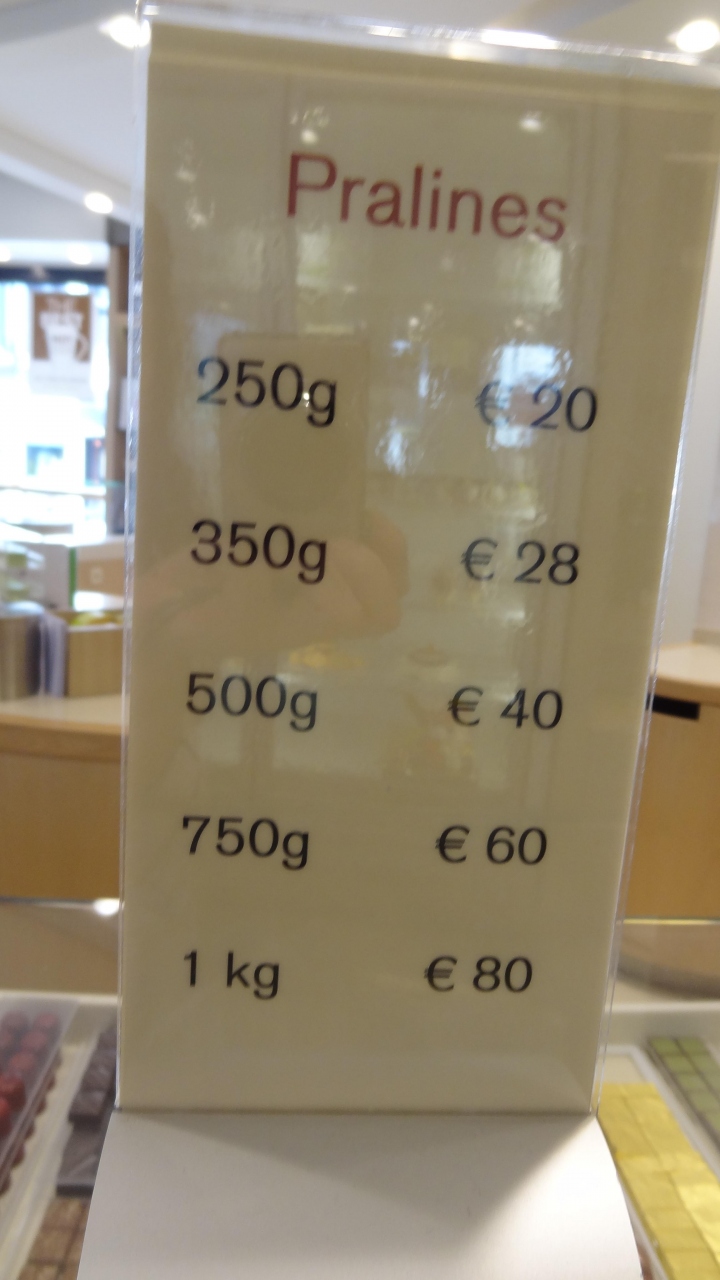 Pralines
250g € 20
350g € 28
500g € 40
750g € 60
1 kg € 80